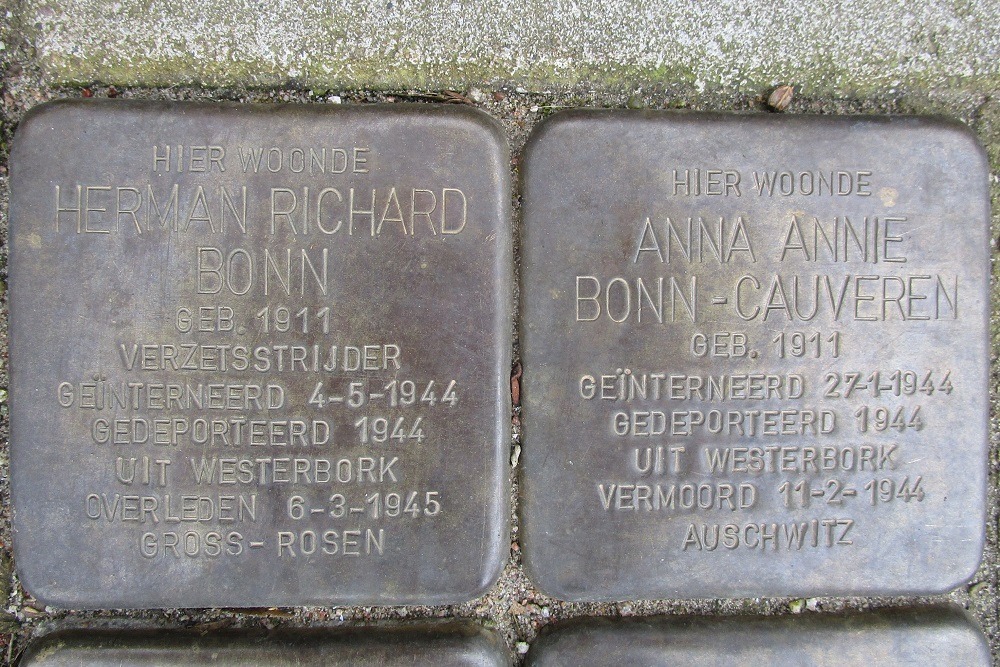 HIER WOONDE
HERMAN RICHARD
BONN
GEB. 1911
VERZETSSTRIJDER
GEÏNTERNEERD 4-5-1944
GEDEPORTEERD 1944
UIT WESTERBORK
OVERLEDEN 6-3-1945
GROSS-ROSEN
HIER WOONDE
ANNA ANNIE
BONN-CAUVEREN
GEB. 1911
GEÏNTERNEERD 27-1-1944
GEDEPORTEERD 1944
UIT WESTERBORK
VERMOORD 11-2-1944
AUSCHWITZ